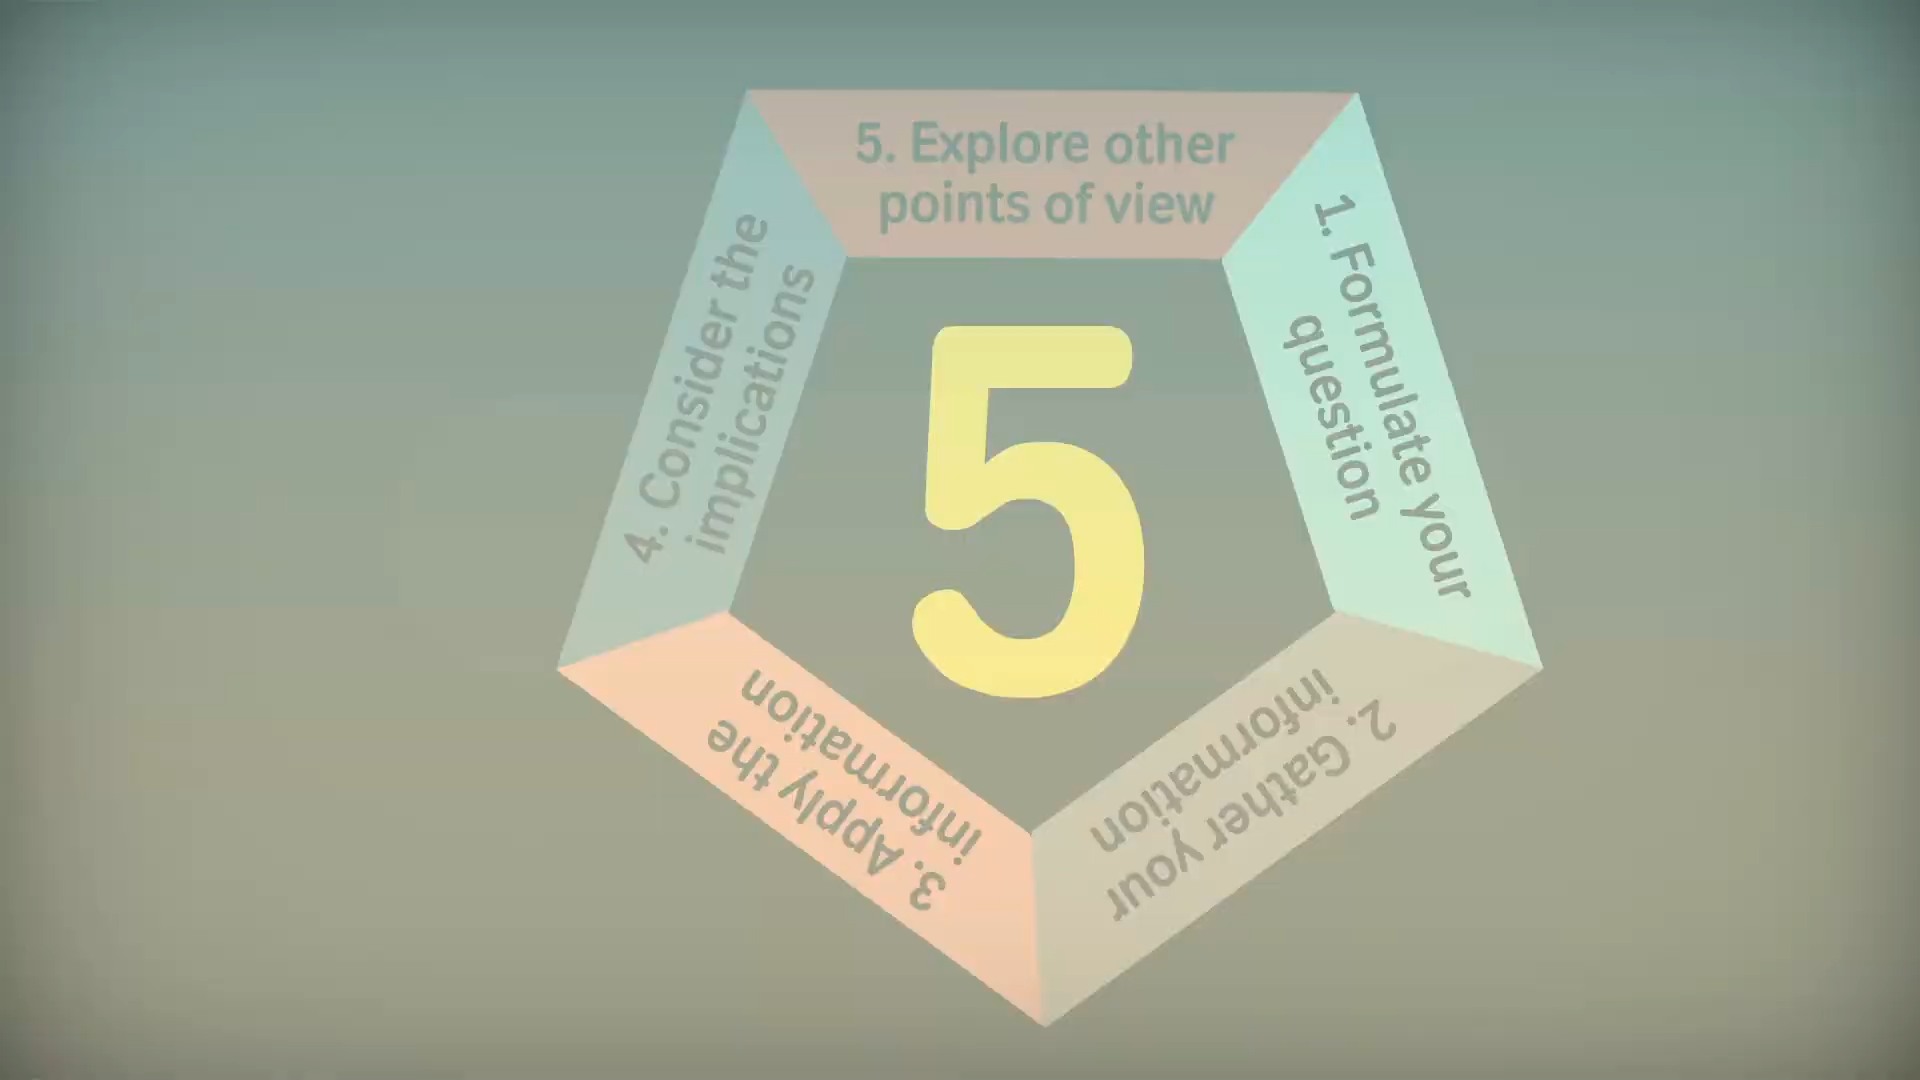 5. Explore other
points of view
1. Formulate your
question
2. Gather your
information
3. Apply the
information
4. Consider the
implications
5